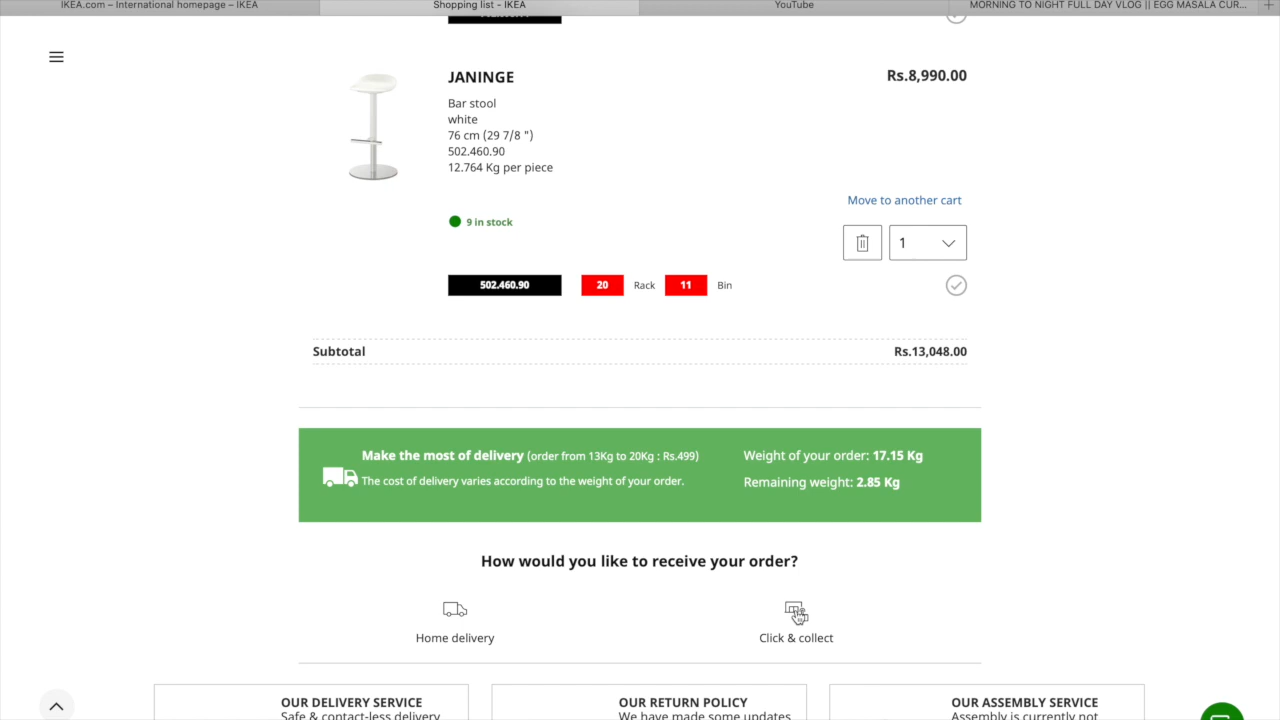 IKEA.com – International homepage – IKEA
Shopping list - IKEA
YouTube
MORNING TO NIGHT FULL DAY VLOG || EGG MASALA CUR...
JANINGE
Rs.8,990.00
Bar stool
white
76 cm (29 7/8 ")
502.460.90
12.764 Kg per piece
Move to another cart
9 in stock
1
502.460.90 20 Rack 11 Bin
Subtotal Rs.13,048.00
Make the most of delivery (order from 13Kg to 20Kg : Rs.499)
The cost of delivery varies according to the weight of your order.
Weight of your order: 17.15 Kg
Remaining weight: 2.85 Kg
How would you like to receive your order?
Home delivery
Click & collect
OUR DELIVERY SERVICE
Safe & contact-less delivery
OUR RETURN POLICY
We have made some updates
OUR ASSEMBLY SERVICE
Assembly is currently not